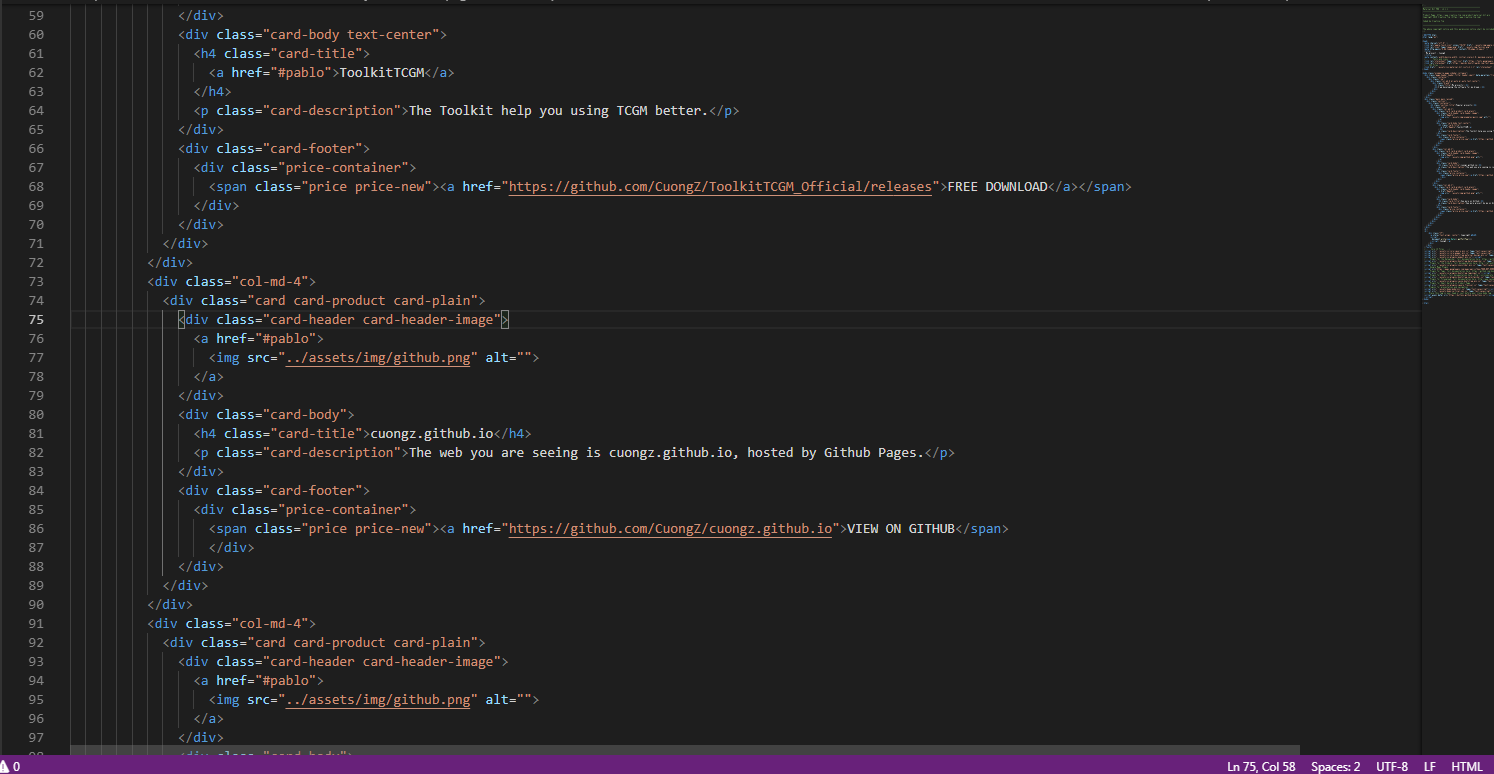 59 </div>
60 <div class="card-body text-center">
61 <h4 class="card-title">
62 <a href="#pablo">ToolkitTCGM</a>
63 </h4>
64 <p class="card-description">The Toolkit help you using TCGM better.</p>
65 </div>
66 <div class="card-footer">
67 <div class="price-container">
68 <span class="price price-new"><a href="https://github.com/CuongZ/ToolkitTCGM_Official/releases">FREE DOWNLOAD</a></span>
69 </div>
70 </div>
71 </div>
72 </div>
73 <div class="col-md-4">
74 <div class="card card-product card-plain">
75 <div class="card-header card-header-image">
76 <a href="#pablo">
77 <img src="../assets/img/github.png" alt="">
78 </a>
79 </div>
80 <div class="card-body">
81 <h4 class="card-title">cuongz.github.io</h4>
82 <p class="card-description">The web you are seeing is cuongz.github.io, hosted by Github Pages.</p>
83 </div>
84 <div class="card-footer">
85 <div class="price-container">
86 <span class="price price-new"><a href="https://github.com/CuongZ/cuongz.github.io">VIEW ON GITHUB</span>
87 </div>
88 </div>
89 </div>
90 </div>
91 <div class="col-md-4">
92 <div class="card card-product card-plain">
93 <div class="card-header card-header-image">
94 <a href="#pablo">
95 <img src="../assets/img/github.png" alt="">
96 </a>
97 </div>
98 <div class="card-body">
0 Ln 75, Col 58 Spaces: 2 UTF-8 LF HTML